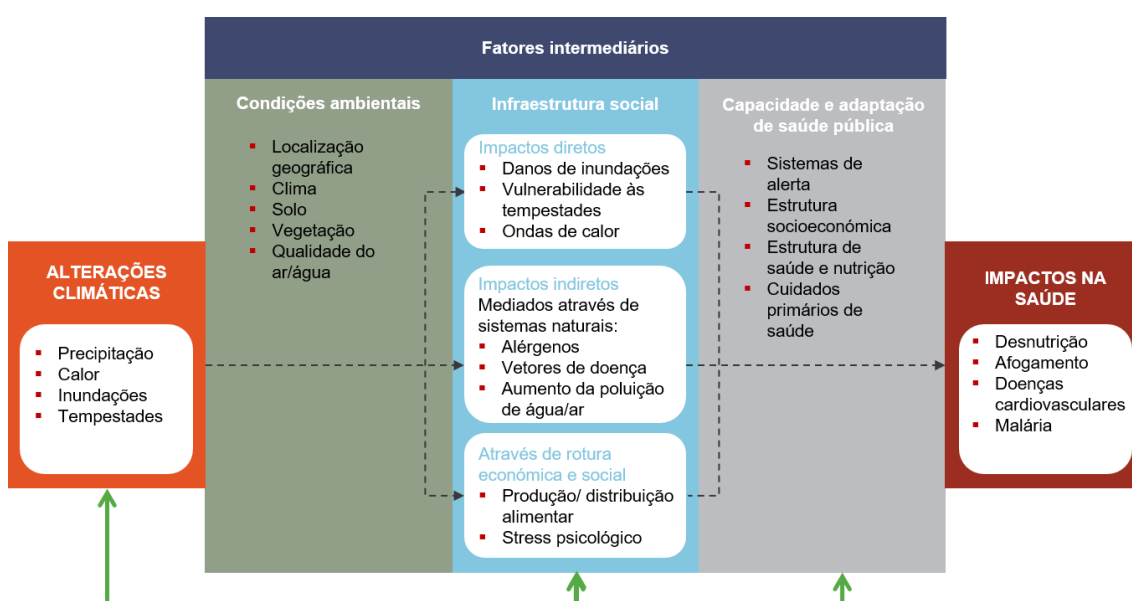 Fatores intermediários
Condições ambientais
Localização
geográfica
Clima
Solo
Vegetação
Qualidade do
ar/água
Infraestrutura social
Impactos diretos
Danos de inundações
Vulnerabilidade às
tempestades
Ondas de calor
Impactos indiretos
Mediados através de
sistemas naturais:
Alérgenos
Vetores de doença
Aumento da poluição
de água/ar
Através de rotura
económica e social
Produção/ distribuição
alimentar
Stress psicológico
Capacidade e adaptação
de saúde pública
Sistemas de
alerta
Estrutura
socioeconómica
Estrutura de
saúde e nutrição
Cuidados
primários de
saúde
ALTERAÇÕES
CLIMÁTICAS
Precipitação
Calor
Inundações
Tempestades
IMPACTOS NA
SAÚDE
Desnutrição
Afogamento
Doenças
cardiovasculares
Malária